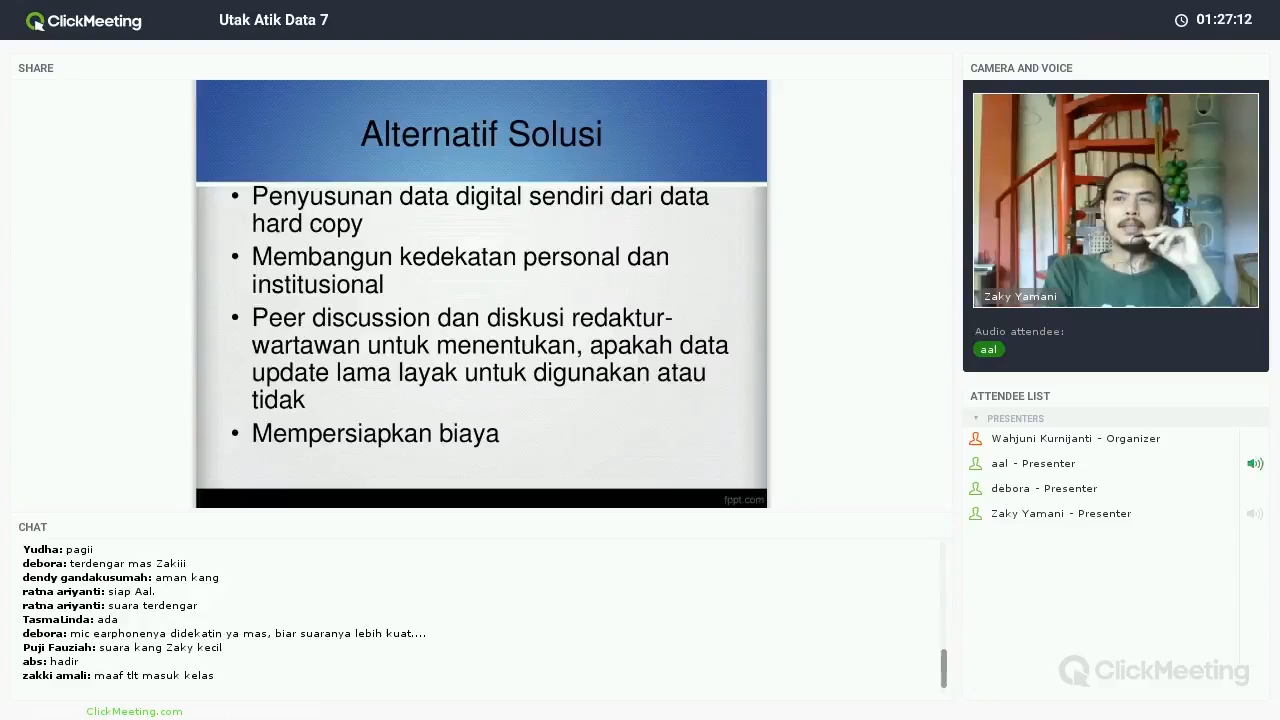 ClickMeeting
Utak Atik Data 7
01:27:12
SHARE
Alternatif Solusi
• Penyusunan data digital sendiri dari data
hard copy
• Membangun kedekatan personal dan
institusional
• Peer discussion dan diskusi redaktur-
wartawan untuk menentukan, apakah data
update lama layak untuk digunakan atau
tidak
• Mempersiapkan biaya
fppt.com
CHAT
Yudha: pagii
debora: terdengar mas Zakiii
dendy gandakusumah: aman kang
ratna ariyanti: siap Aal.
ratna ariyanti: suara terdengar
TasmaLinda: ada
debora: mic earphonenya didekatin ya mas, biar suaranya lebih kuat....
Puji Fauziah: suara kang Zaky kecil
abs: hadir
zakki amali: maaf tlt masuk kelas
ClickMeeting.com
CAMERA AND VOICE
Zaky Yamani
Audio attendee:
aal
ATTENDEE LIST
PRESENTERS
Wahjuni Kurnijanti - Organizer
aal - Presenter
debora - Presenter
Zaky Yamani - Presenter
ClickMeeting